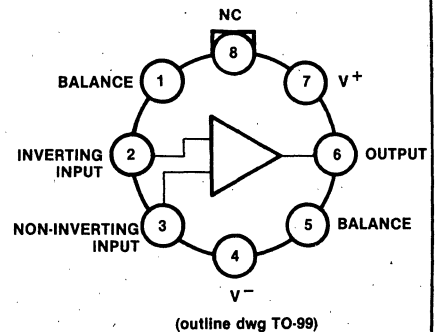 NC
8
BALANCE 1
7 V+
INVERTING
INPUT
2
6 OUTPUT
NON-INVERTING
INPUT
3
5 BALANCE
4
V−
(outline dwg TO-99)